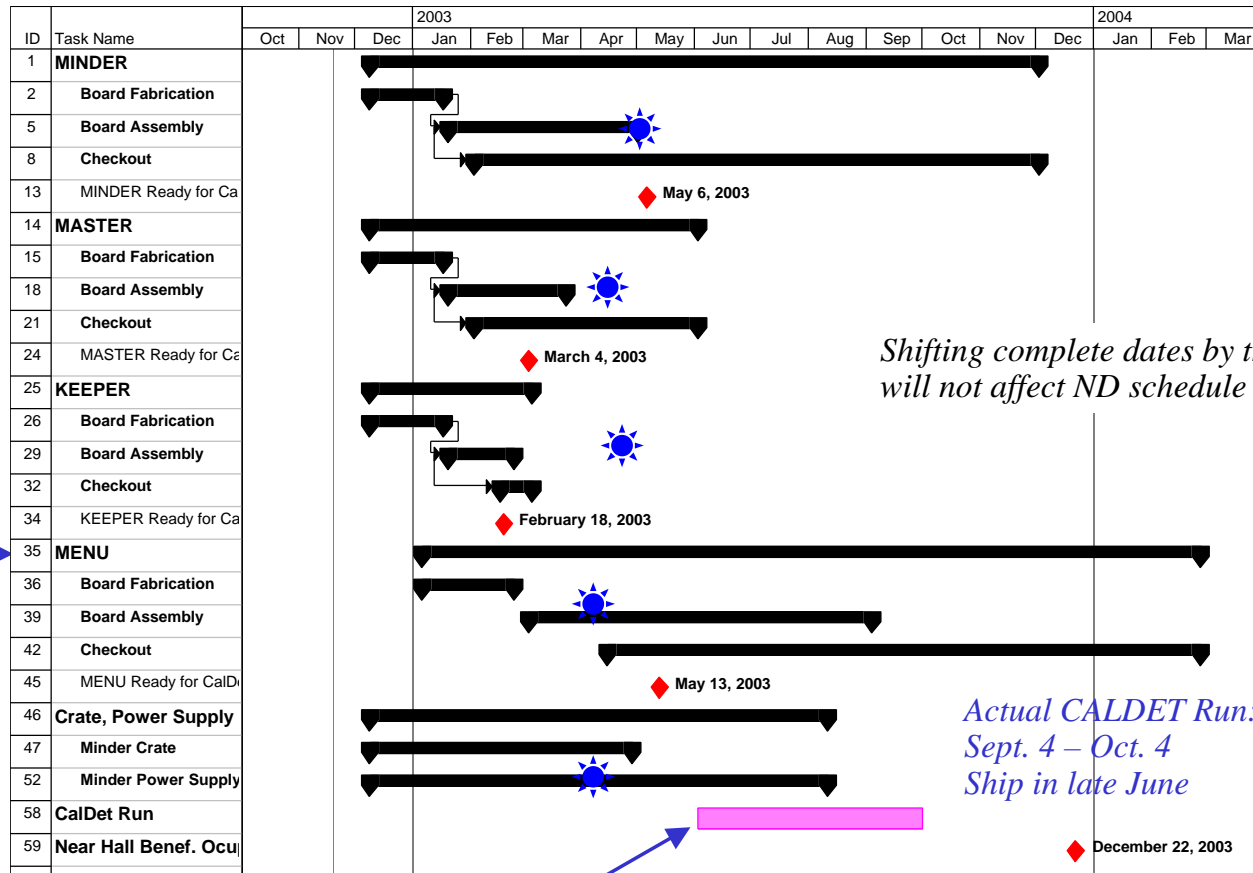 2003 2004
ID Task Name Oct Nov Dec Jan Feb Mar Apr May Jun Jul Aug Sep Oct Nov Dec Jan Feb Mar
1 MINDER
2 Board Fabrication
5 Board Assembly
8 Checkout
13 MINDER Ready for Ca May 6, 2003
14 MASTER
15 Board Fabrication
18 Board Assembly
21 Checkout
24 MASTER Ready for Ca March 4, 2003
Shifting complete dates by t
will not affect ND schedule
25 KEEPER
26 Board Fabrication
29 Board Assembly
32 Checkout
34 KEEPER Ready for Ca February 18, 2003
35 MENU
36 Board Fabrication
39 Board Assembly
42 Checkout
45 MENU Ready for CalD May 13, 2003
46 Crate, Power Supply
47 Minder Crate
52 Minder Power Supply
Actual CALDET Run:
Sept. 4 – Oct. 4
Ship in late June
58 CalDet Run
59 Near Hall Benef. Ocu December 22, 2003